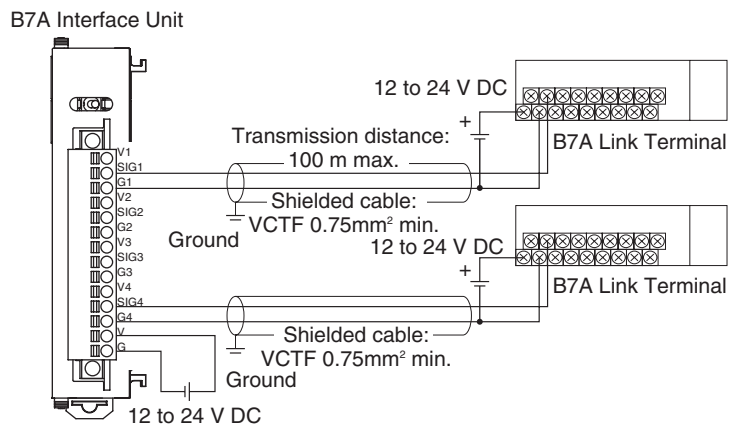 B7A Interface Unit
12 to 24 V DC
+
B7A Link Terminal
Transmission distance:
100 m max.
V1
SIG1
G1
V2
SIG2
G2
V3
SIG3
G3
V4
SIG4
G4
V
G
Shielded cable:
VCTF 0.75mm² min.
Ground
12 to 24 V DC
+
B7A Link Terminal
Shielded cable:
VCTF 0.75mm² min.
Ground
12 to 24 V DC